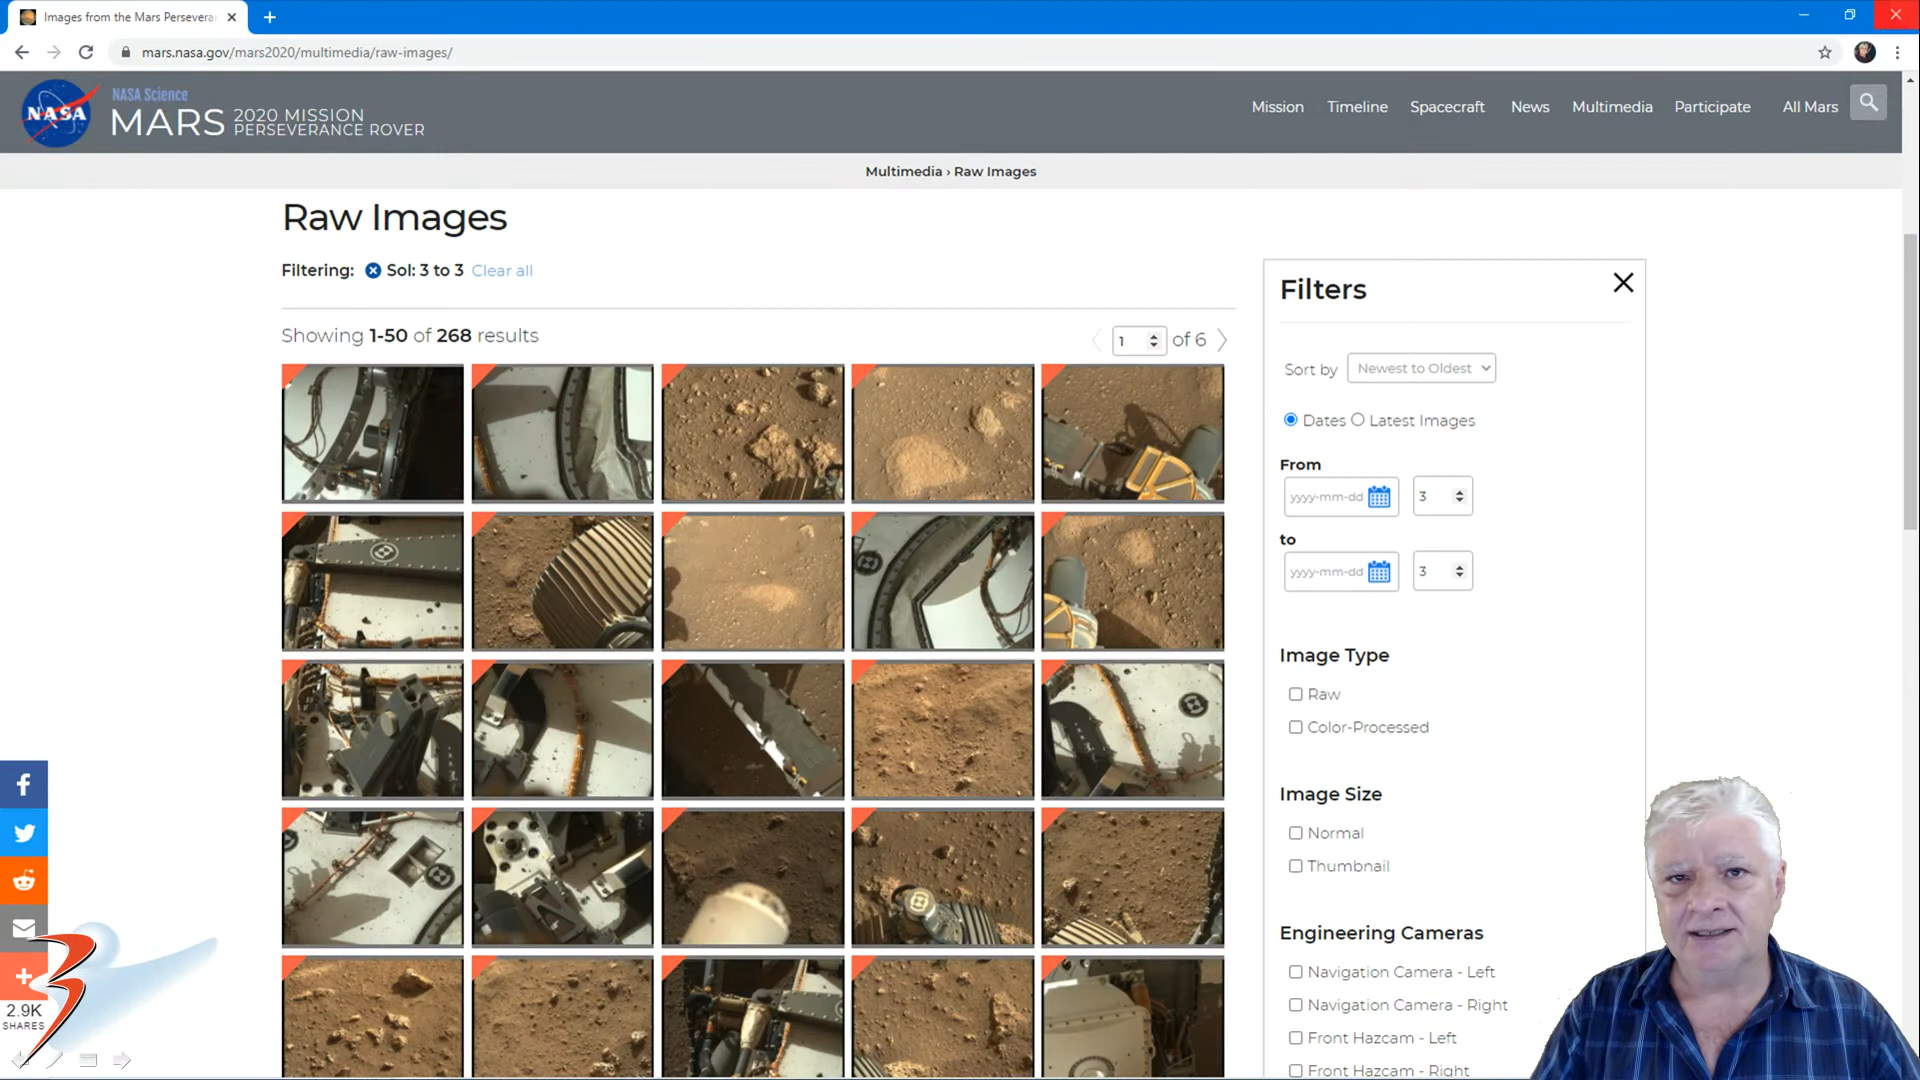 Images from the Mars Persevera
mars.nasa.gov/mars2020/multimedia/raw-images/
NASA
NASA Science
MARS 2020 MISSION
PERSEVERANCE ROVER
Mission Timeline Spacecraft News Multimedia Participate All Mars
Multimedia › Raw Images
Raw Images
Filtering: Sol: 3 to 3 Clear all
Showing 1-50 of 268 results
1 of 6
Filters
Sort by Newest to Oldest
Dates Latest Images
From
yyyy-mm-dd 3
to
yyyy-mm-dd 3
Image Type
Raw
Color-Processed
Image Size
Normal
Thumbnail
Engineering Cameras
Navigation Camera - Left
Navigation Camera - Right
Front Hazcam - Left
Front Hazcam - Right
2.9K
SHARES
3